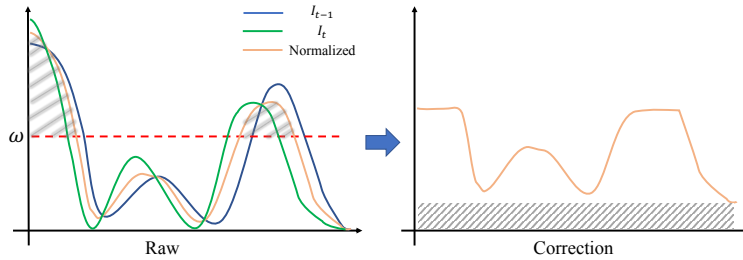 I_{t-1}
I_t
Normalized
ω
Raw
Correction